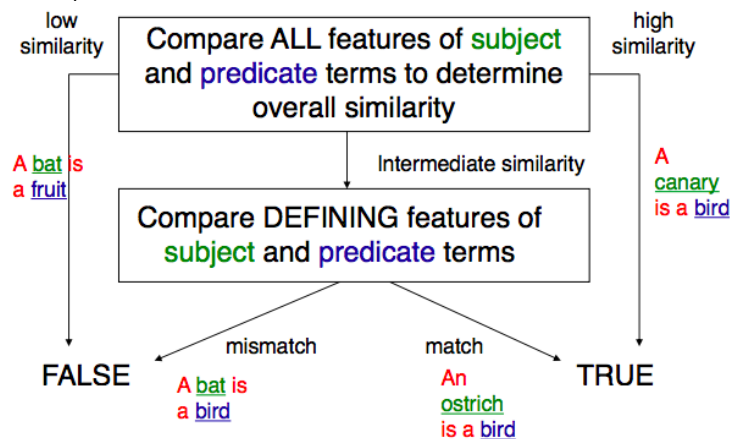 low
similarity
Compare ALL features of subject
and predicate terms to determine
overall similarity
high
similarity
A bat is
a fruit
Intermediate similarity
A
canary
is a bird
Compare DEFINING features of
subject and predicate terms
mismatch
match
FALSE
TRUE
A bat is
a bird
An
ostrich
is a bird